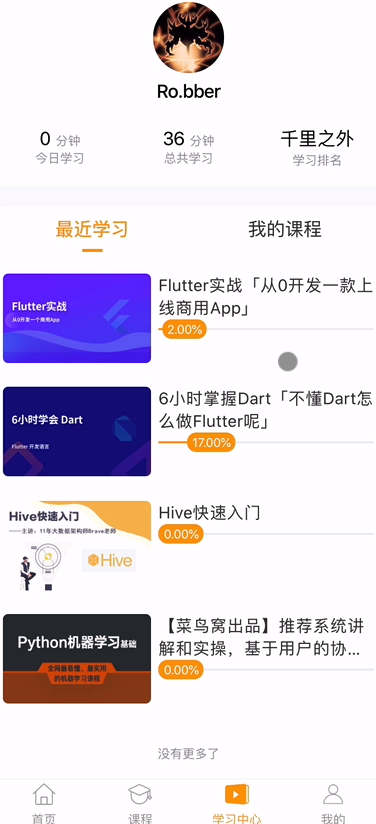 Ro.bber
0 分钟
36 分钟
千里之外
今日学习
总共学习
学习排名
最近学习
我的课程
Flutter实战
从0开发一个商用App
Flutter实战「从0开发一款上
线商用App」
2.00%
6小时学会 Dart
Flutter 开发语言
6小时掌握Dart「不懂Dart怎
么做Flutter呢」
17.00%
Hive快速入门
——主讲：11年大数据架构师Brave老师
Hive
Hive快速入门
0.00%
Python机器学习基础
全网最易懂，最实用
的机器学习课程
【菜鸟窝出品】推荐系统讲
解和实操，基于用户的协...
0.00%
没有更多了
首页
课程
学习中心
我的